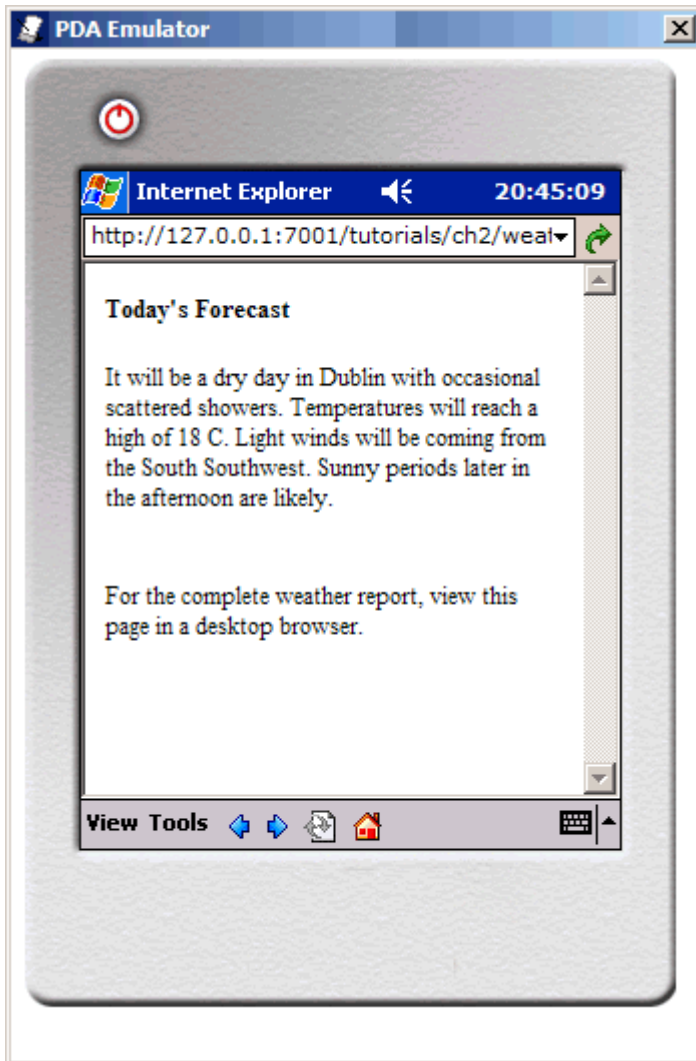 PDA Emulator
Internet Explorer 20:45:09
http://127.0.0.1:7001/tutorials/ch2/weat
Today's Forecast
It will be a dry day in Dublin with occasional
scattered showers. Temperatures will reach a
high of 18 C. Light winds will be coming from
the South Southwest. Sunny periods later in
the afternoon are likely.
For the complete weather report, view this
page in a desktop browser.
View Tools